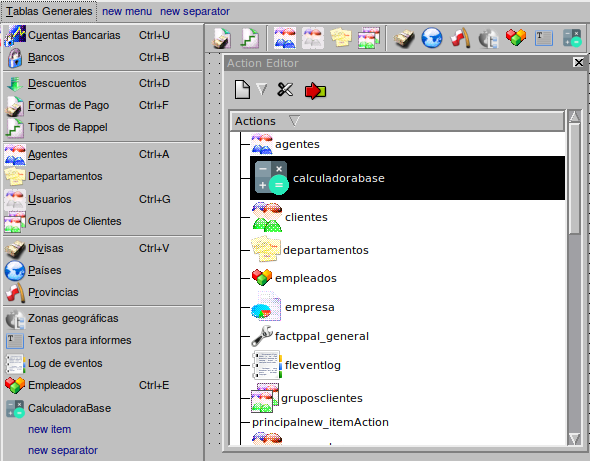 Tablas Generales new menu new separator
Cuentas Bancarias Ctrl+U
Bancos Ctrl+B
Descuentos Ctrl+D
Formas de Pago Ctrl+F
Tipos de Rappel
Agentes Ctrl+A
Departamentos
Usuarios Ctrl+G
Grupos de Clientes
Divisas Ctrl+V
Países
Provincias
Zonas geográficas
Textos para informes
Log de eventos
Empleados Ctrl+E
CalculadoraBase
new item
new separator
Action Editor
Actions
agentes
calculadorabase
clientes
departamentos
empleados
empresa
factppal_general
fleventlog
gruposclientes
principalnew_itemAction